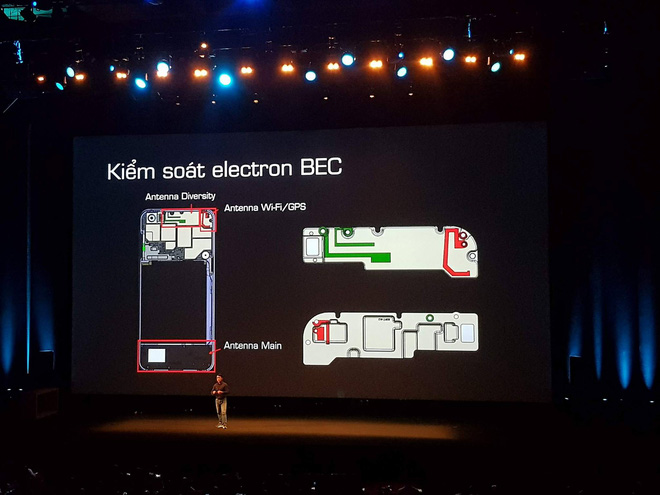 Kiểm soát electron BEC
Antenna Diversity
Antenna Wi-Fi/GPS
Antenna Main